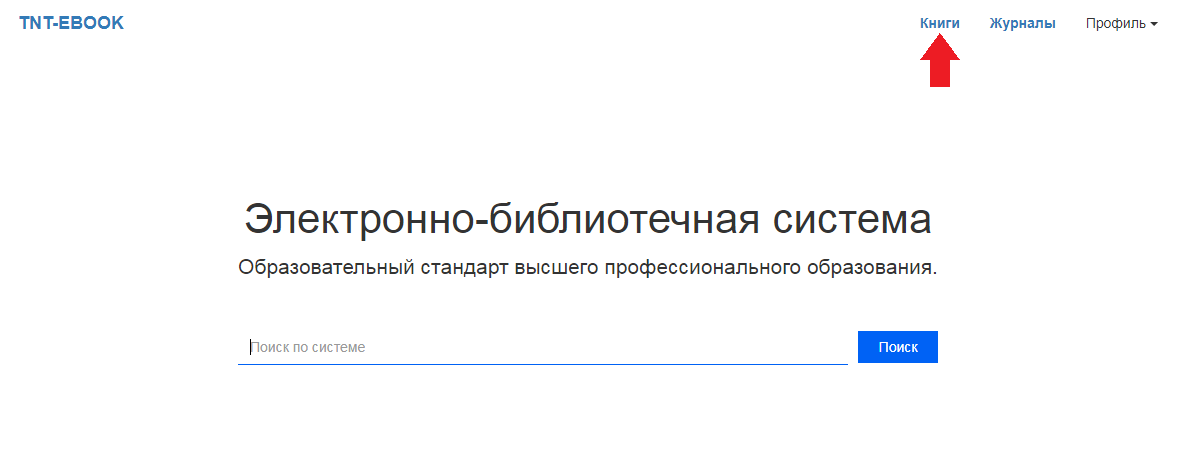 TNT-EBOOK
Книги
Журналы
Профиль
Электронно-библиотечная система
Образовательный стандарт высшего профессионального образования.
Поиск по системе
Поиск